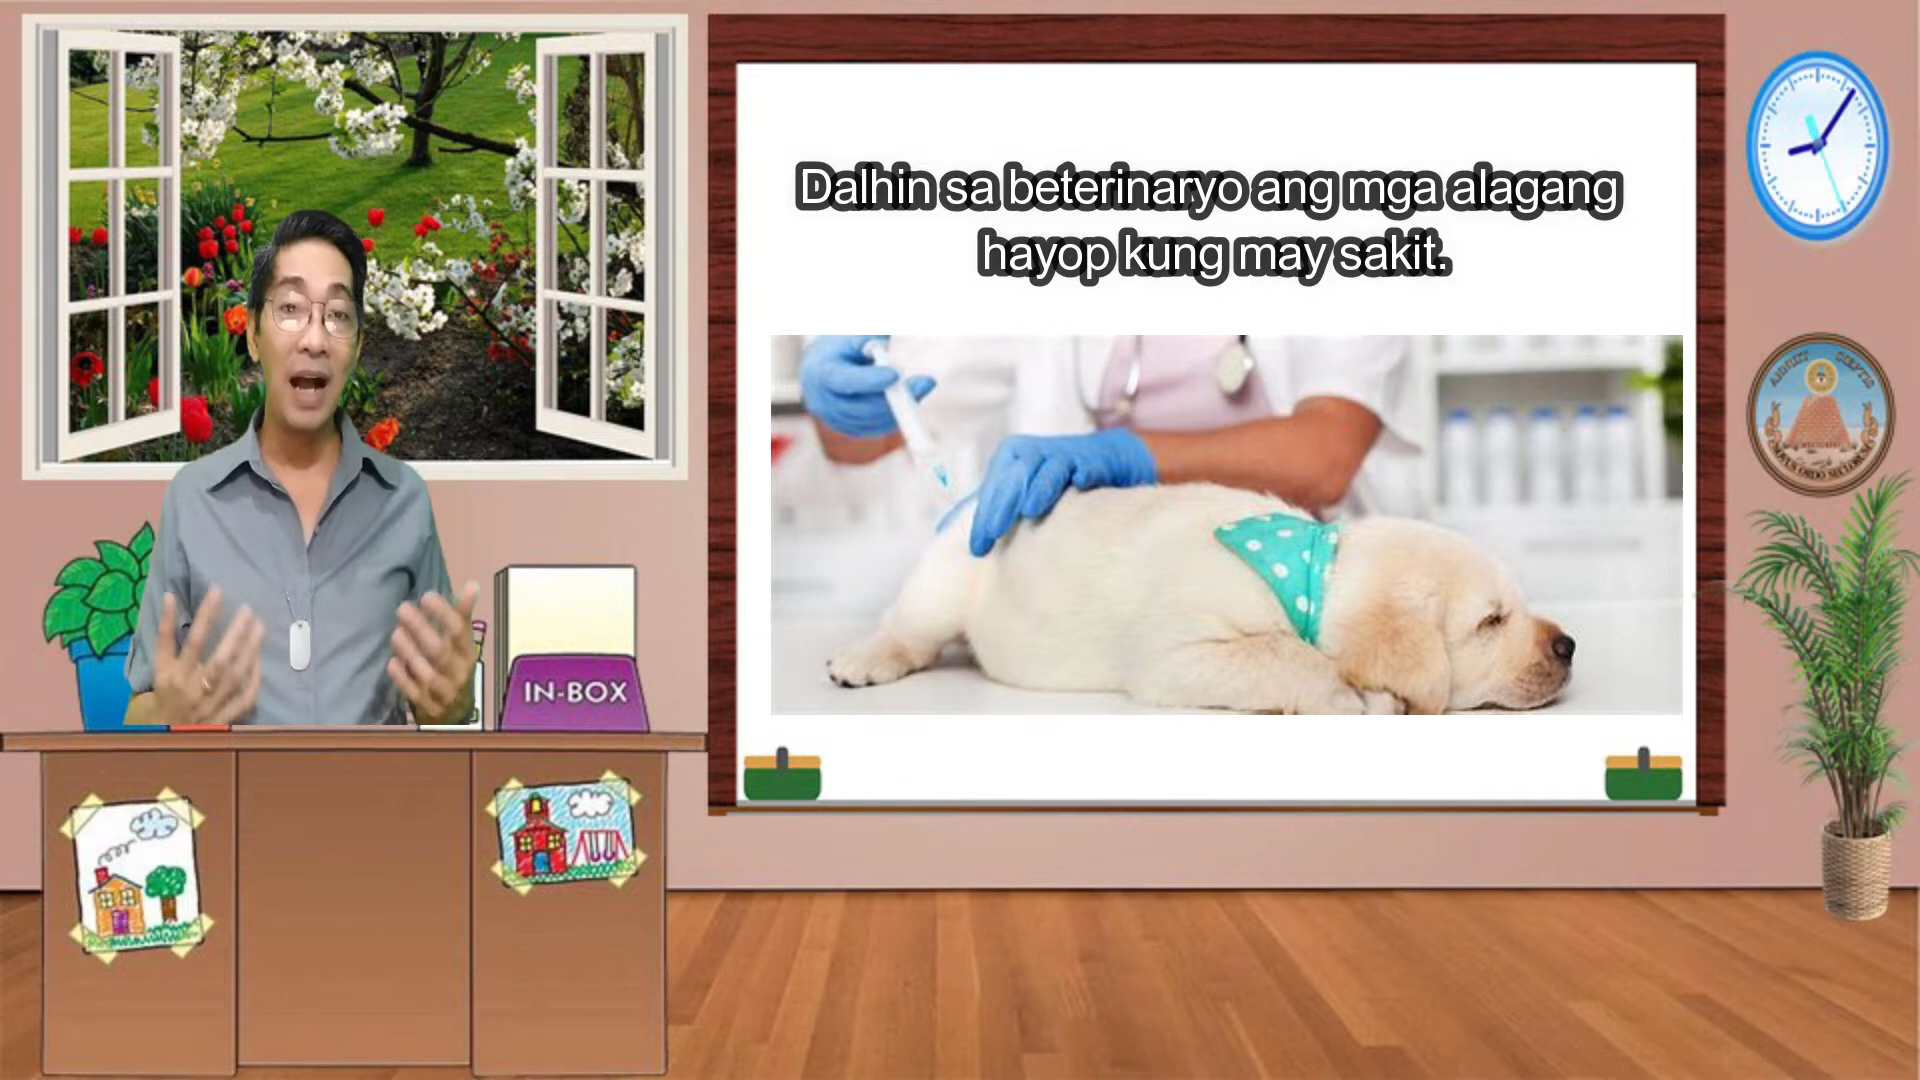 Dalhin sa beterinaryo ang mga alagang
hayop kung may sakit.
IN-BOX